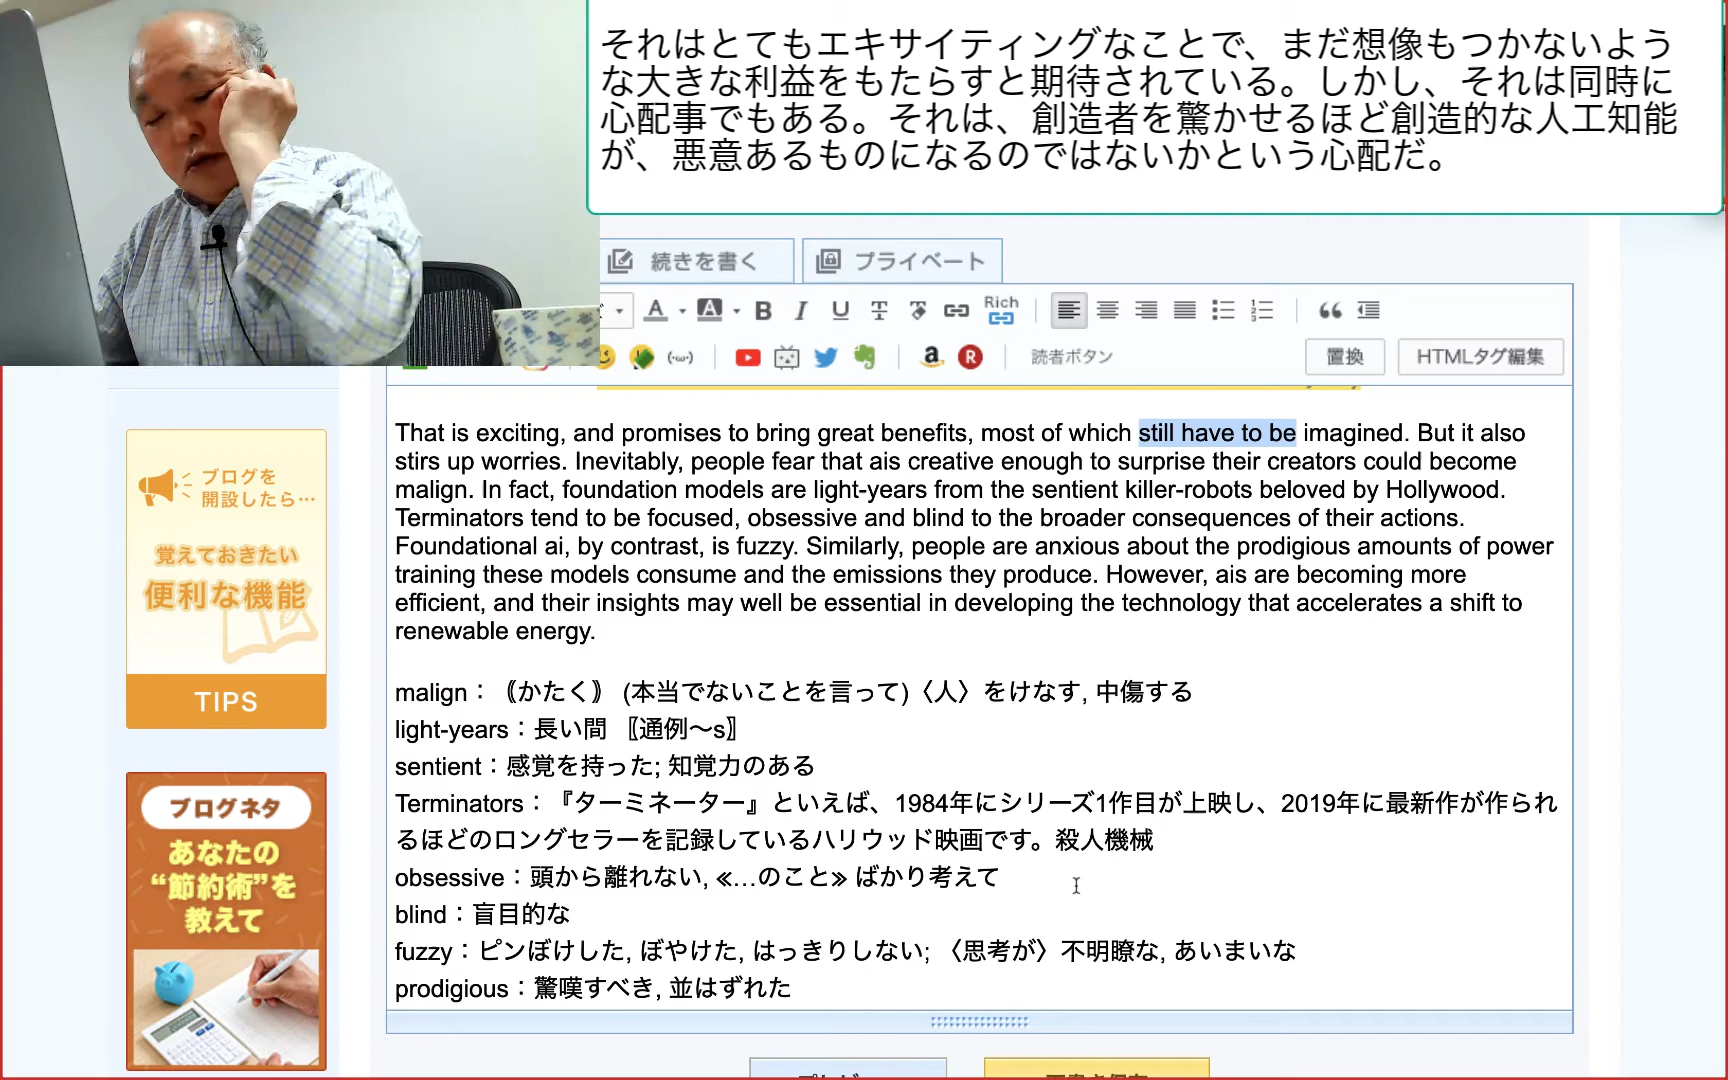 それはとてもエキサイティングなことで、まだ想像もつかないよう
な大きな利益をもたらすと期待されている。しかし、それは同時に
心配事でもある。それは、創造者を驚かせるほど創造的な人工知能
が、悪意あるものになるのではないかという心配だ。
続きを書く
プライベート
Rich
読者ボタン
置換
HTMLタグ編集
That is exciting, and promises to bring great benefits, most of which still have to be imagined. But it also
stirs up worries. Inevitably, people fear that ais creative enough to surprise their creators could become
malign. In fact, foundation models are light-years from the sentient killer-robots beloved by Hollywood.
Terminators tend to be focused, obsessive and blind to the broader consequences of their actions.
Foundational ai, by contrast, is fuzzy. Similarly, people are anxious about the prodigious amounts of power
training these models consume and the emissions they produce. However, ais are becoming more
efficient, and their insights may well be essential in developing the technology that accelerates a shift to
renewable energy.
malign：⦅かたく⦆ (本当でないことを言って)〈人〉をけなす, 中傷する
light-years：長い間 〖通例〜s〗
sentient：感覚を持った; 知覚力のある
Terminators：『ターミネーター』といえば、1984年にシリーズ1作目が上映し、2019年に最新作が作られ
るほどのロングセラーを記録しているハリウッド映画です。殺人機械
obsessive：頭から離れない, ≪…のこと≫ ばかり考えて
blind：盲目的な
fuzzy：ピンぼけした, ぼやけた, はっきりしない; 〈思考が〉不明瞭な, あいまいな
prodigious：驚嘆すべき, 並はずれた
ブログを
開設したら…
覚えておきたい
便利な機能
TIPS
ブログネタ
あなたの
“節約術”を
教えて